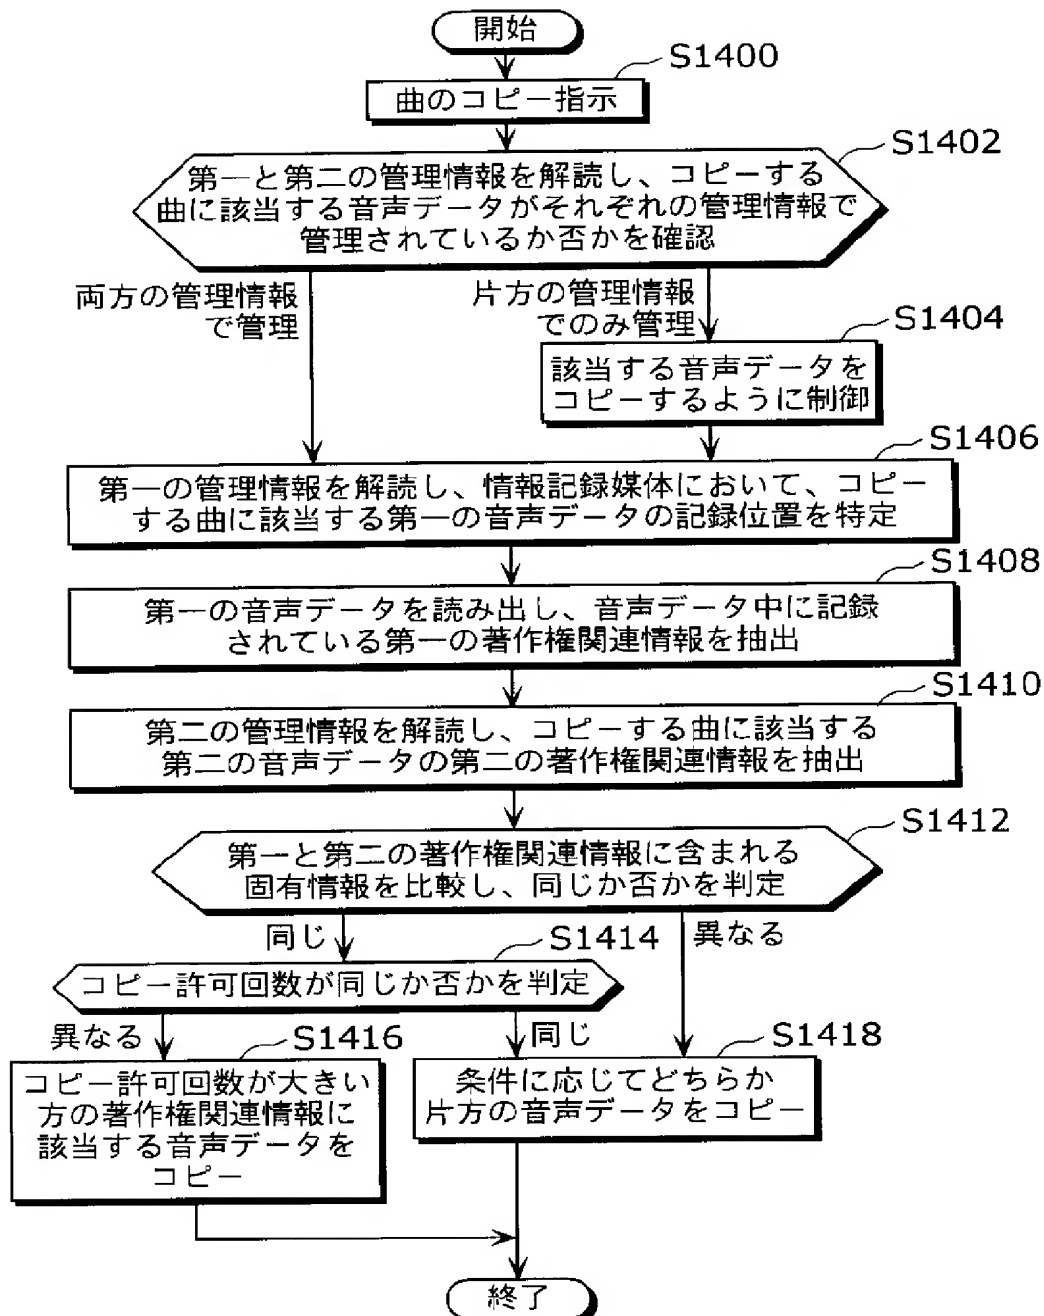 開始
S1400
曲のコピー指示
S1402
第一と第二の管理情報を解読し、コピーする
曲に該当する音声データがそれぞれの管理情報で
管理されているか否かを確認
両方の管理情報
で管理
片方の管理情報
でのみ管理
S1404
該当する音声データを
コピーするように制御
S1406
第一の管理情報を解読し、情報記録媒体において、コピー
する曲に該当する第一の音声データの記録位置を特定
S1408
第一の音声データを読み出し、音声データ中に記録
されている第一の著作権関連情報を抽出
S1410
第二の管理情報を解読し、コピーする曲に該当する
第二の音声データの第二の著作権関連情報を抽出
S1412
第一と第二の著作権関連情報に含まれる
固有情報を比較し、同じか否かを判定
同じ
異なる
S1414
コピー許可回数が同じか否かを判定
異なる
同じ
S1416
コピー許可回数が大きい
方の著作権関連情報に
該当する音声データを
コピー
S1418
条件に応じてどちらか
片方の音声データをコピー
終了